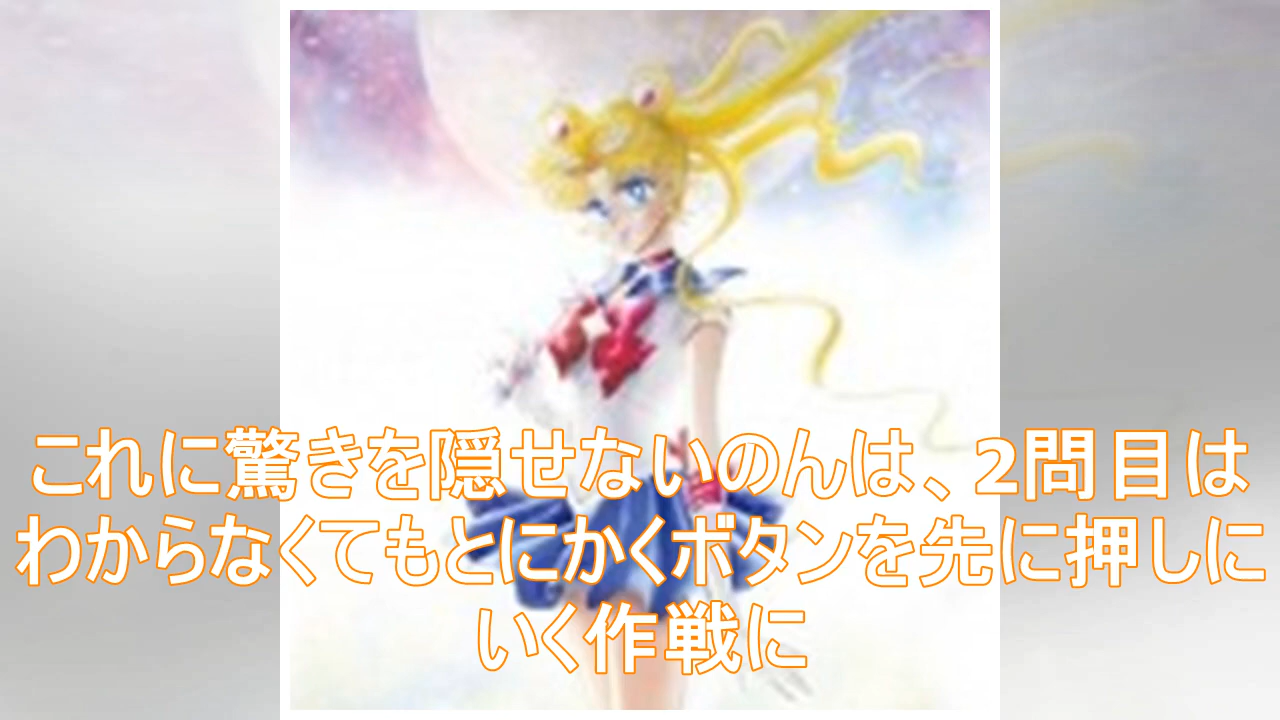 これに驚きを隠せないのんは、2問目は
わからなくてもとにかくボタンを先に押しに
いく作戦に